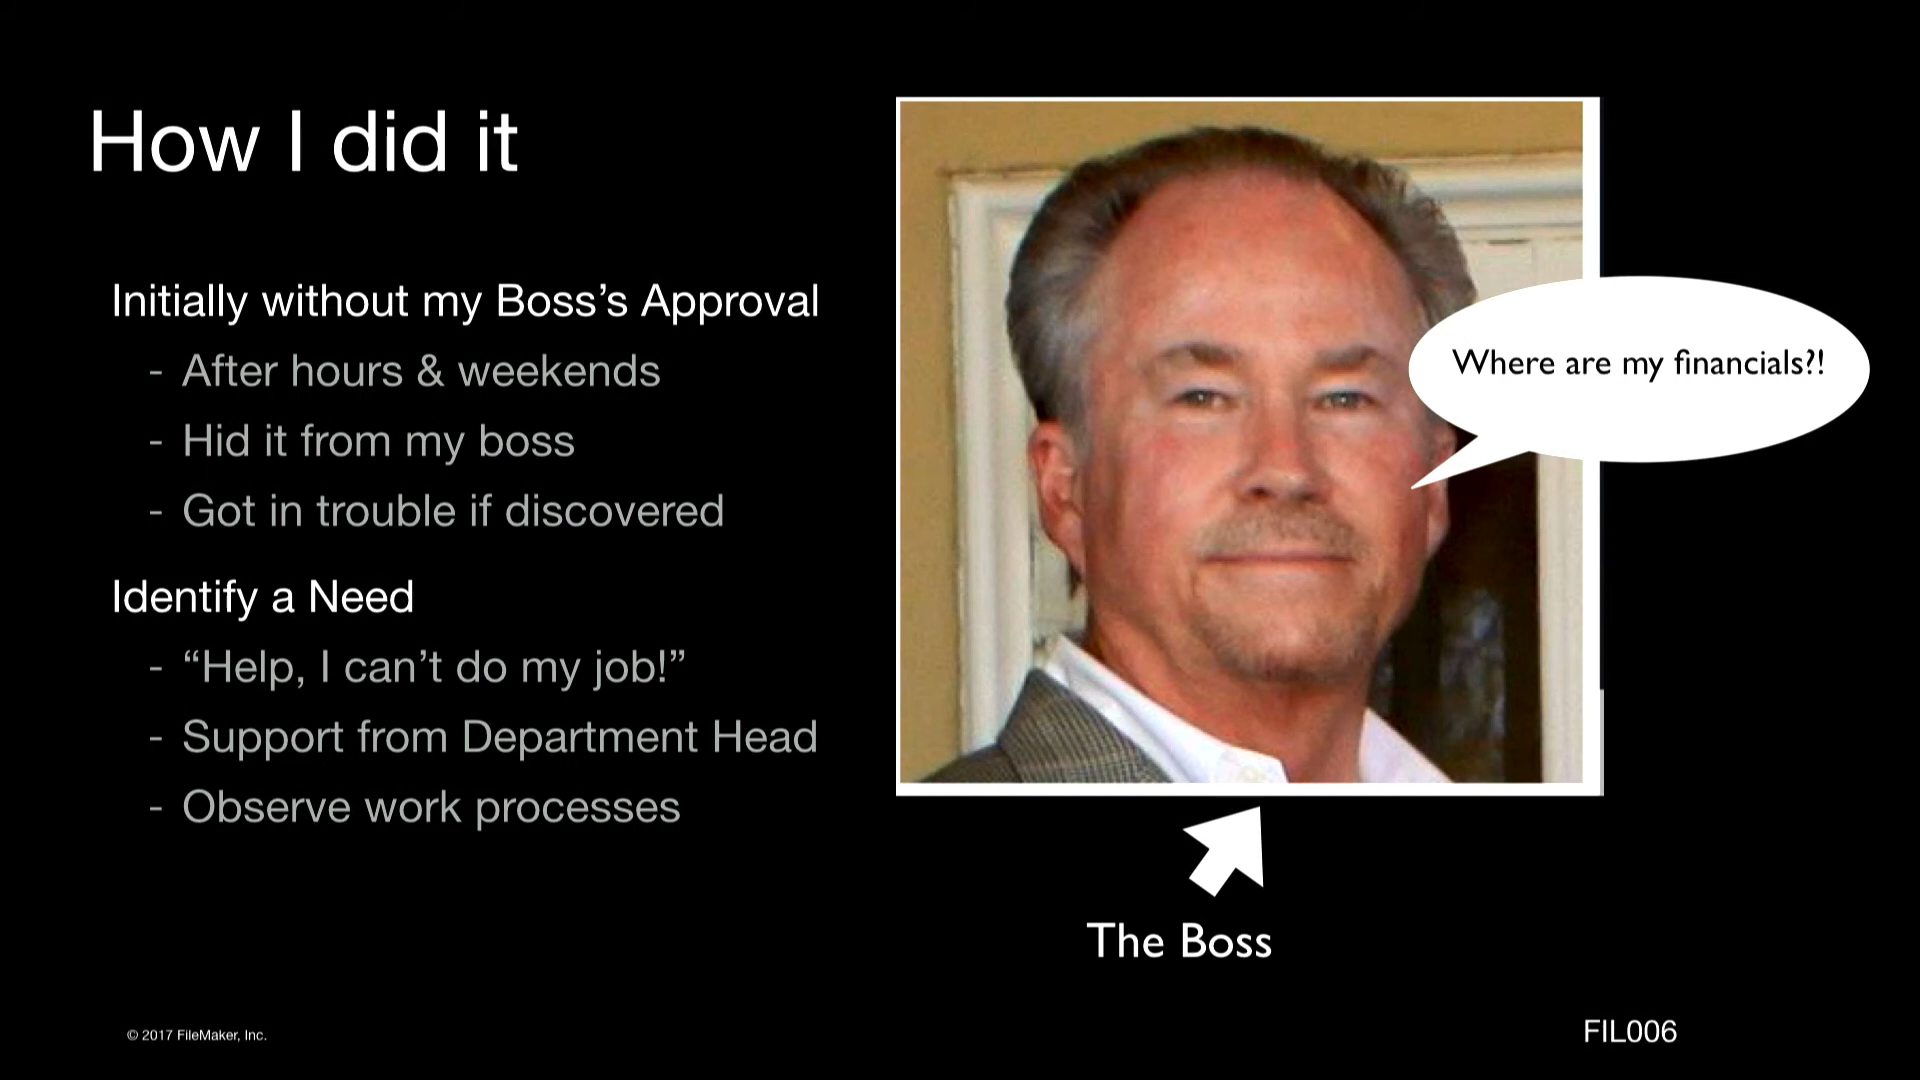 How I did it
Initially without my Boss’s Approval
- After hours & weekends
- Hid it from my boss
- Got in trouble if discovered
Identify a Need
- “Help, I can’t do my job!”
- Support from Department Head
- Observe work processes
Where are my financials?!
The Boss
© 2017 FileMaker, Inc.
FIL006